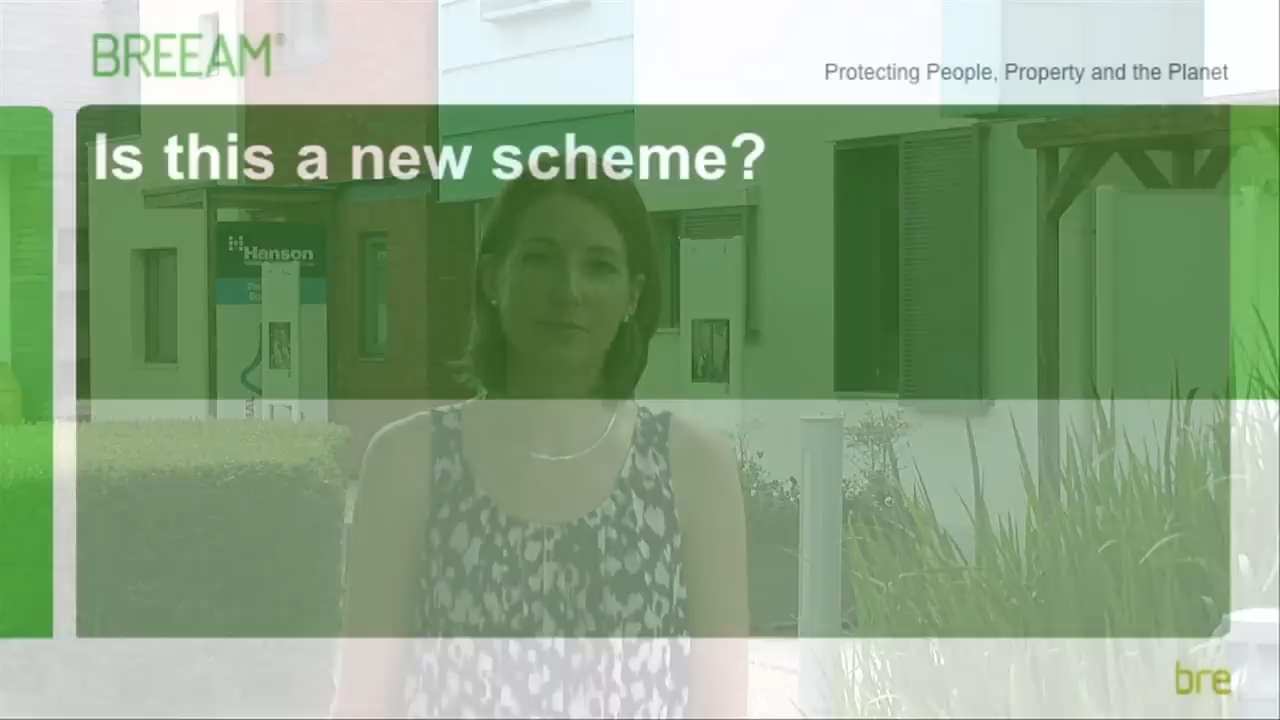 BREEAM®
Protecting People, Property and the Planet
Is this a new scheme?
Hanson
bre